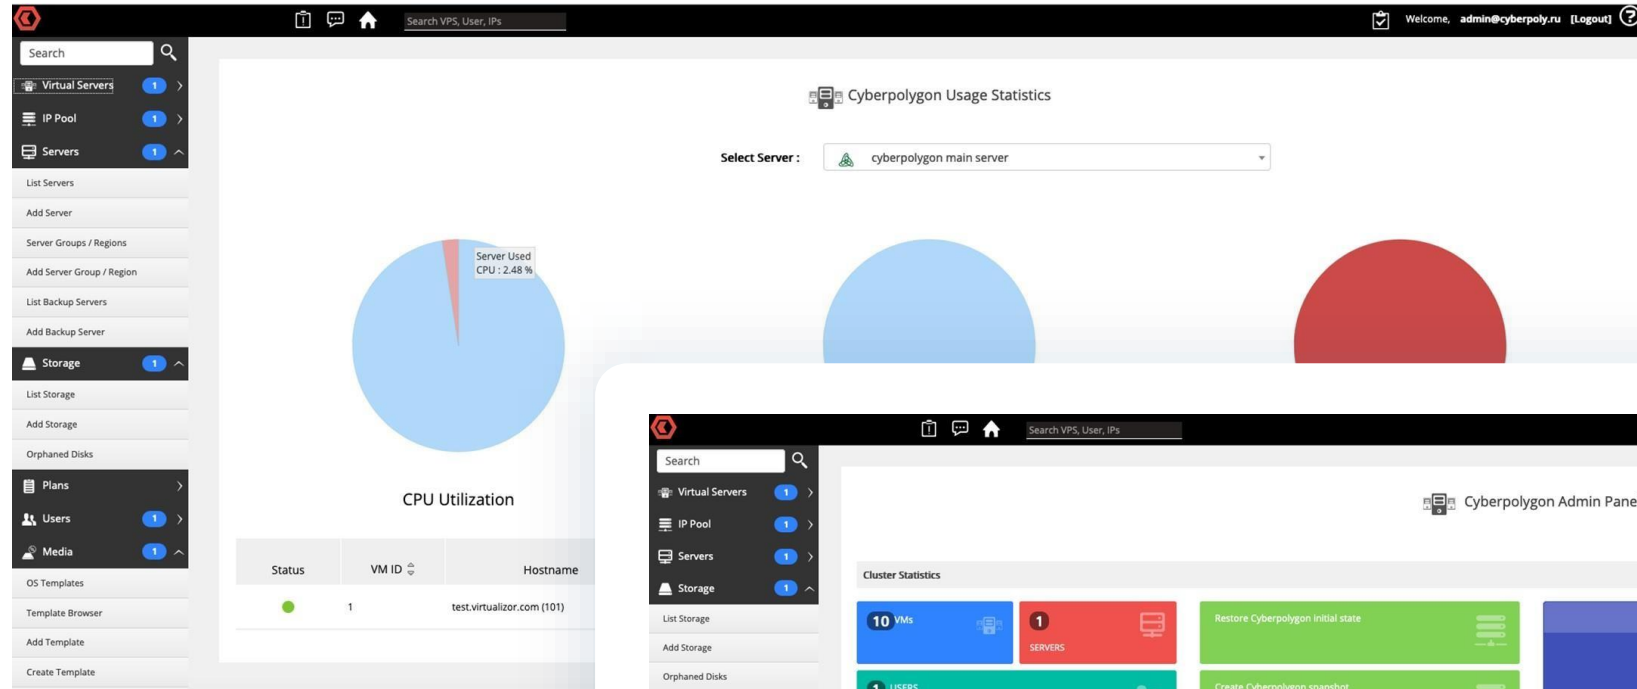 Search VPS, User, IPs
Welcome, admin@cyberpoly.ru [Logout]
Search
Virtual Servers 1
IP Pool 1
Servers 1
List Servers
Add Server
Server Groups / Regions
Add Server Group / Region
List Backup Servers
Add Backup Server
Storage 1
List Storage
Add Storage
Orphaned Disks
Plans
Users 1
Media 1
OS Templates
Template Browser
Add Template
Create Template
Cyberpolygon Usage Statistics
Select Server : cyberpolygon main server
Server Used
CPU : 2.48 %
CPU Utilization
Status VM ID Hostname
1 test.virtualizor.com (101)
Search VPS, User, IPs
Search
Virtual Servers 1
IP Pool 1
Servers 1
Storage 1
List Storage
Add Storage
Orphaned Disks
Cyberpolygon Admin Pane
Cluster Statistics
10 VMs
1
SERVERS
Restore Cyberpolygon initial state
1 USERS
Create Cyberpolygon snapshot